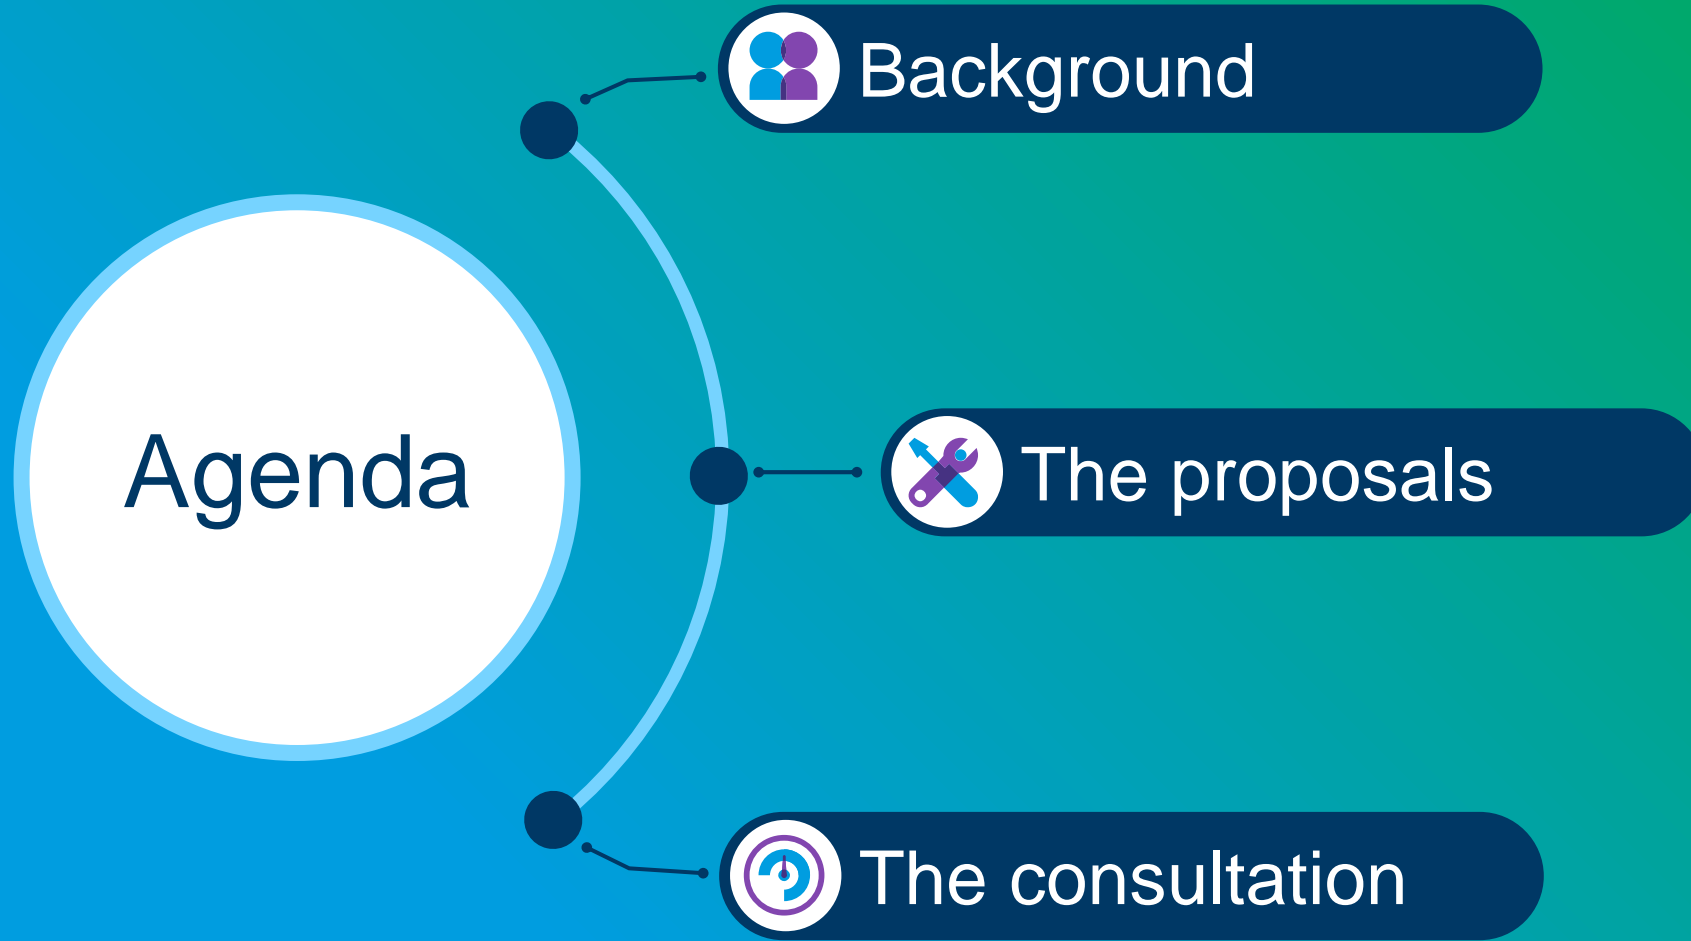 Agenda
Background
The proposals
The consultation